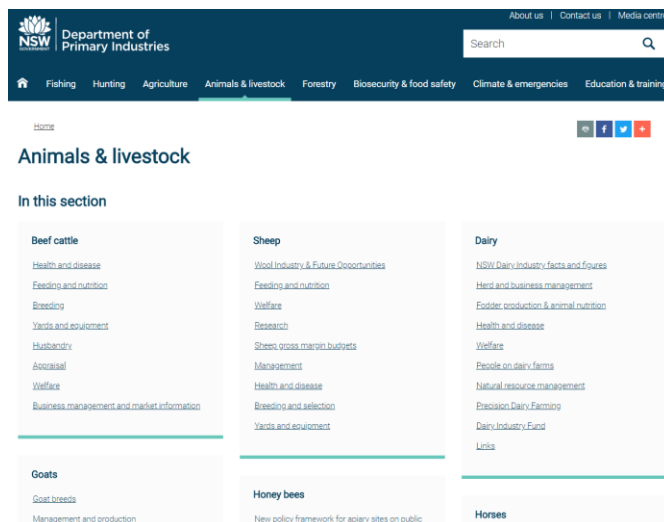 About us | Contact us | Media centre
NSW
GOVERNMENT
Department of
Primary Industries
Search
Fishing Hunting Agriculture Animals & livestock Forestry Biosecurity & food safety Climate & emergencies Education & training
Home
Animals & livestock
In this section
Beef cattle
Health and disease
Feeding and nutrition
Breeding
Yards and equipment
Husbandry
Appraisal
Welfare
Business management and market information
Sheep
Wool Industry & Future Opportunities
Feeding and nutrition
Welfare
Research
Sheep gross margin budgets
Management
Health and disease
Breeding and selection
Yards and equipment
Dairy
NSW Dairy Industry facts and figures
Herd and business management
Fodder production & animal nutrition
Health and disease
Welfare
People on dairy farms
Natural resource management
Precision Dairy Farming
Dairy Industry Fund
Links
Goats
Goat breeds
Management and production
Honey bees
New policy framework for apiary sites on public
Horses